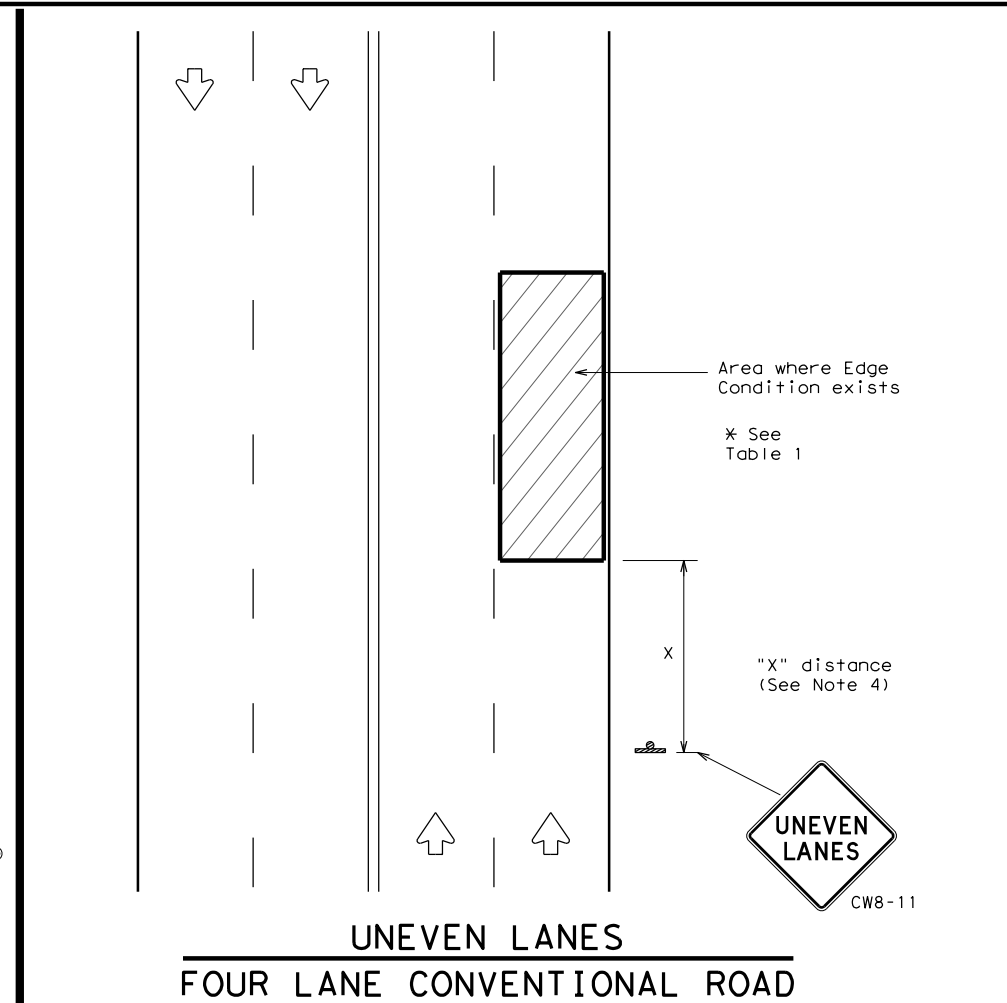 Area where Edge
Condition exists
* See
Table 1
X
"X" distance
(See Note 4)
UNEVEN
LANES
CW8-11
UNEVEN LANES
FOUR LANE CONVENTIONAL ROAD